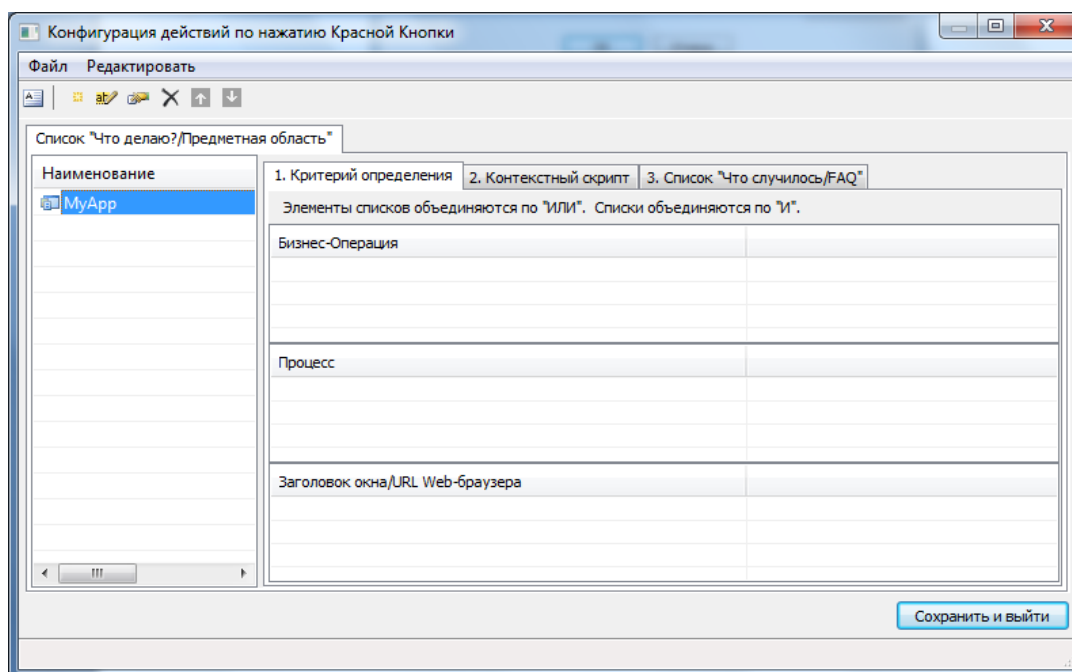 Конфигурация действий по нажатию Красной Кнопки
Файл Редактировать
Список "Что делаю?/Предметная область"
Наименование
MyApp
1. Критерий определения
2. Контекстный скрипт
3. Список "Что случилось/FAQ"
Элементы списков объединяются по "ИЛИ". Списки объединяются по "И".
Бизнес-Операция
Процесс
Заголовок окна/URL Web-браузера
Сохранить и выйти